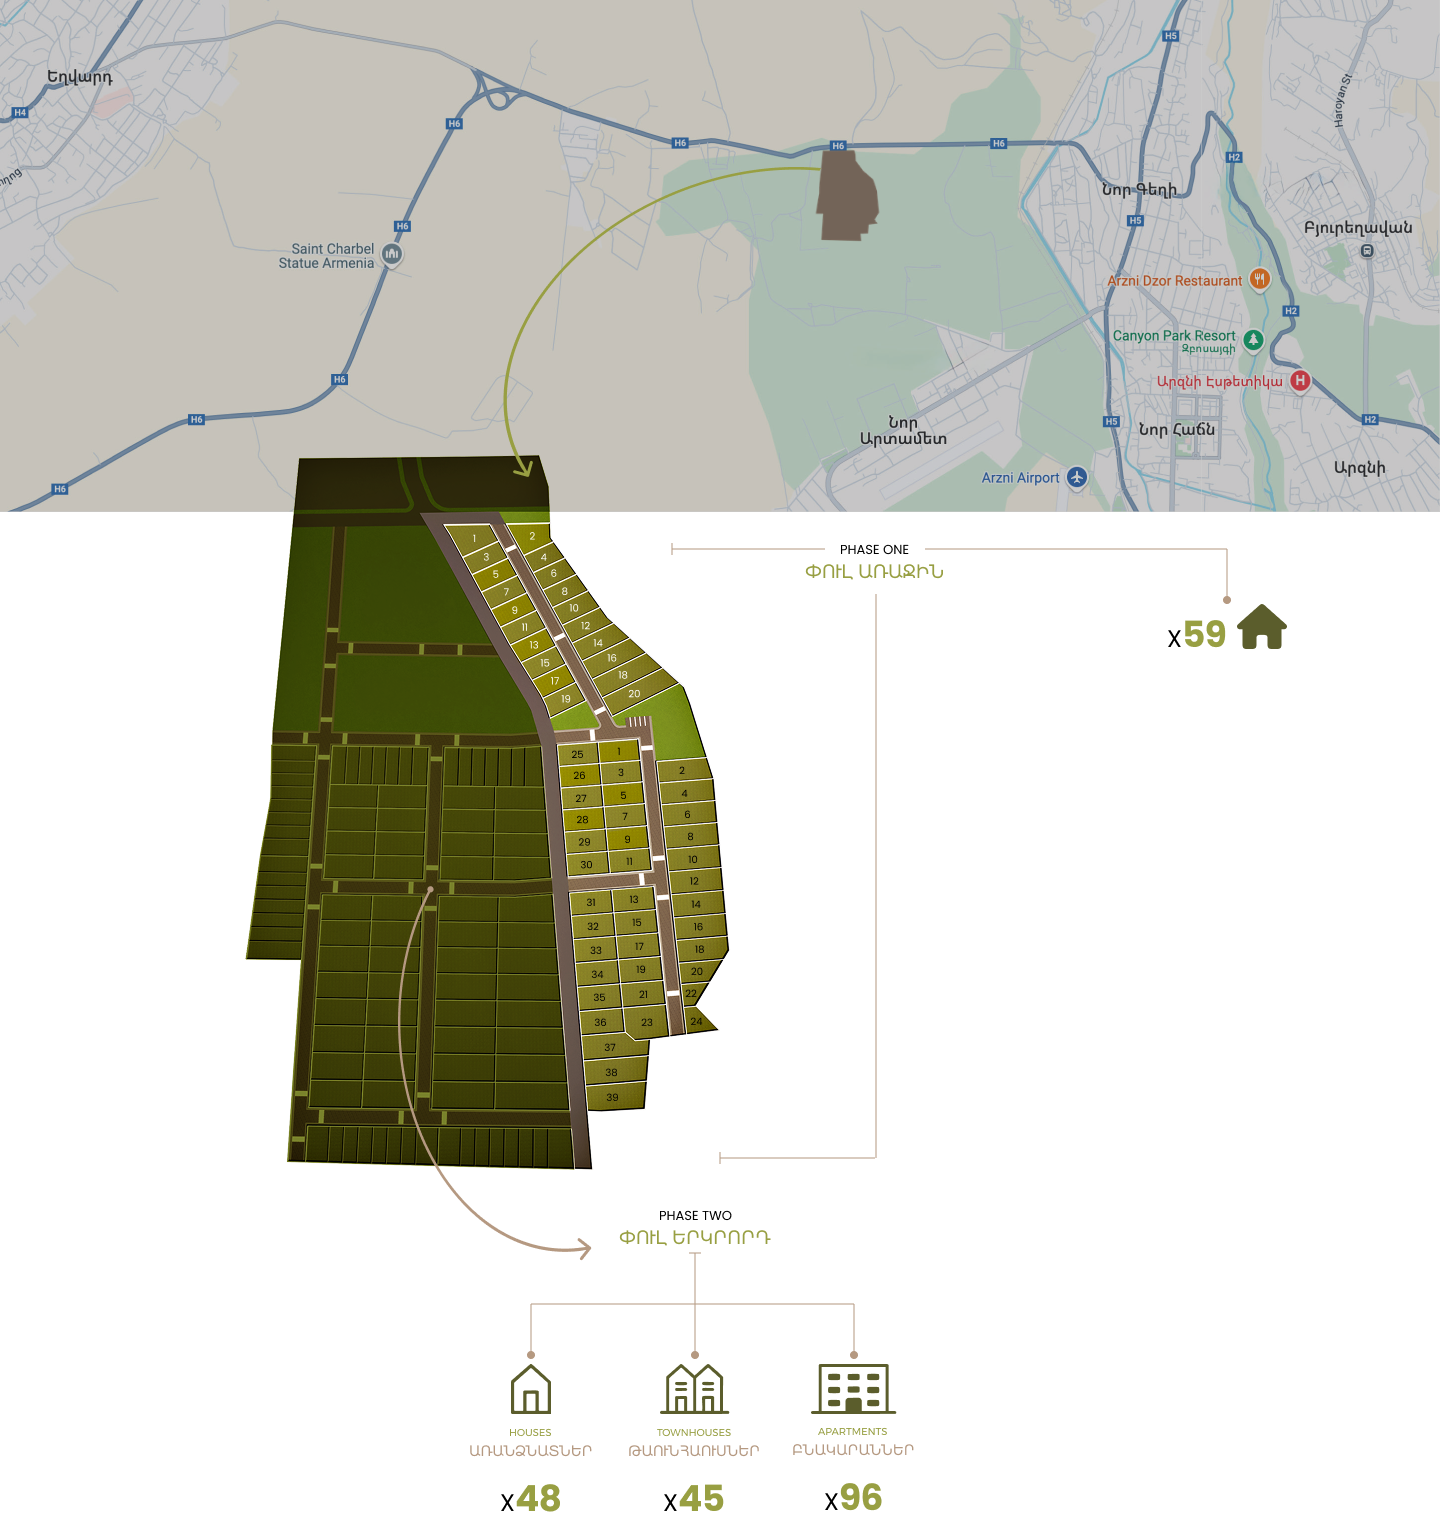 Եղվարդ
H4
H6
H6
H6
H6
H6
H5
H2
Haroyan St
Նոր Գեղի
H5
Բյուրեղավան
H6
Saint Charbel
Statue Armenia
Arzni Dzor Restaurant
H2
Canyon Park Resort
Զբոսայգի
H6
Արզնի Էսթետիկա
H6
Նոր
Արտամետ
H5
Նոր Հաճն
H2
Արզնի
Arzni Airport
H6
1
2
3
4
5
6
7
8
9
10
11
12
13
14
15
16
17
18
19
20
PHASE ONE
ՓՈՒԼ ԱՌԱՋԻՆ
x59
25
1
26
3
2
27
5
4
28
7
6
29
9
8
30
11
10
12
31
13
14
32
15
16
33
17
18
34
19
20
35
21
22
36
23
24
37
38
39
PHASE TWO
ՓՈՒԼ ԵՐԿՐՈՐԴ
HOUSES
TOWNHOUSES
APARTMENTS
ԱՌԱՆՁՆԱՏՆԵՐ
ԹԱՈՒՆՀԱՈՒՍՆԵՐ
ԲՆԱԿԱՐԱՆՆԵՐ
x48
x45
x96